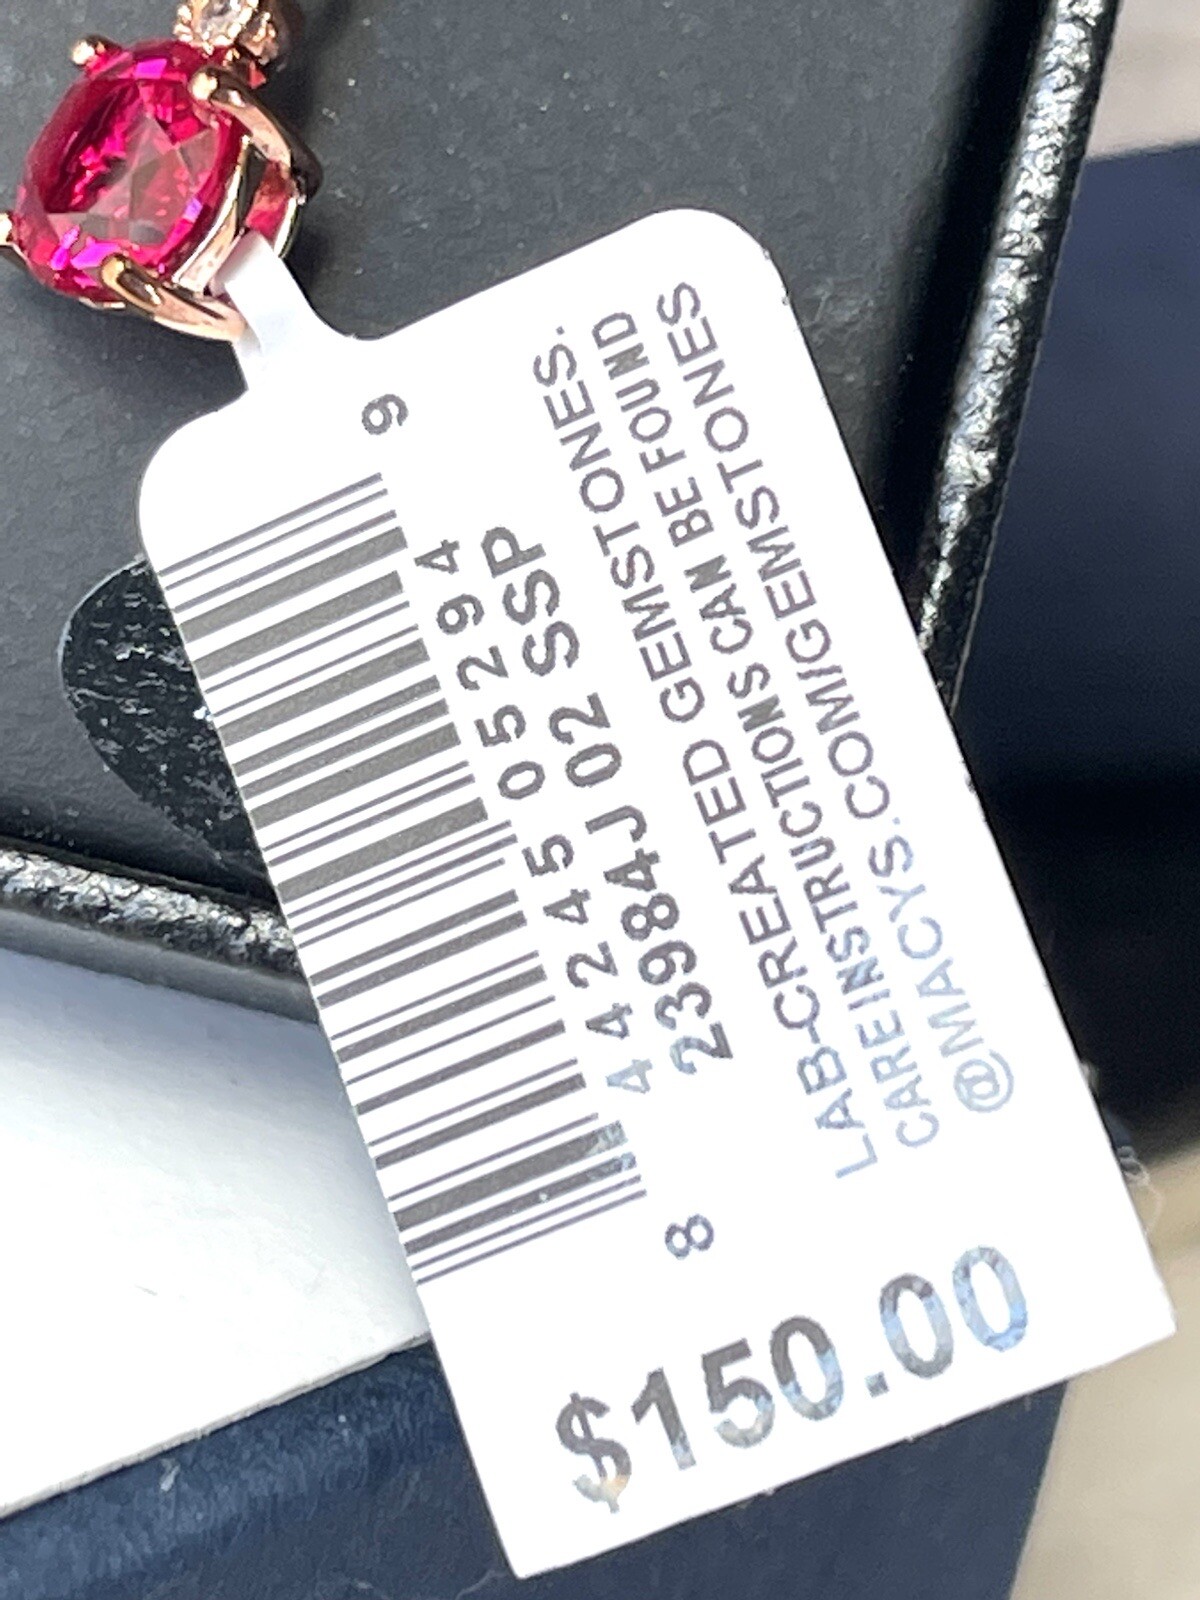 8 44245 05294 9
23984J 02 SSP
LAB-CREATED GEMSTONES.
CARE INSTRUCTIONS CAN BE FOUND
@MACYS.COM/GEMSTONES
$150.00